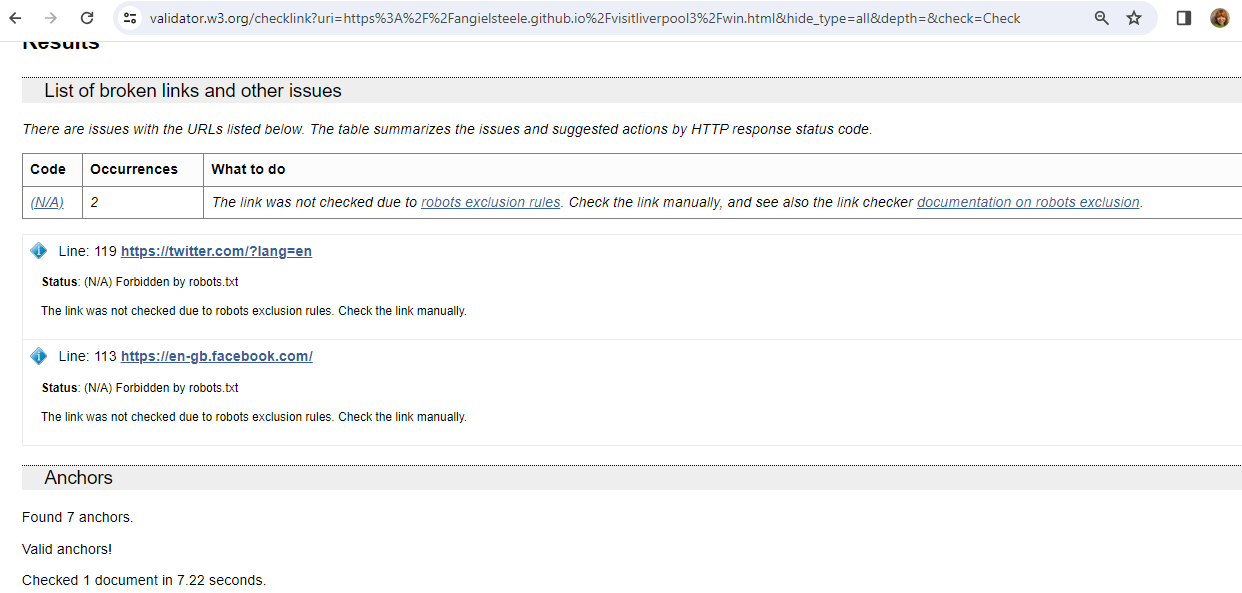 validator.w3.org/checklink?uri=https%3A%2F%2Fangielsteele.github.io%2Fvisitliverpool3%2Fwin.html&hide_type=all&depth=&check=Check
Results
List of broken links and other issues
There are issues with the URLs listed below. The table summarizes the issues and suggested actions by HTTP response status code.
Code Occurrences What to do
(N/A) 2 The link was not checked due to robots exclusion rules. Check the link manually, and see also the link checker documentation on robots exclusion.
Line: 119 https://twitter.com/?lang=en
Status: (N/A) Forbidden by robots.txt
The link was not checked due to robots exclusion rules. Check the link manually.
Line: 113 https://en-gb.facebook.com/
Status: (N/A) Forbidden by robots.txt
The link was not checked due to robots exclusion rules. Check the link manually.
Anchors
Found 7 anchors.
Valid anchors!
Checked 1 document in 7.22 seconds.